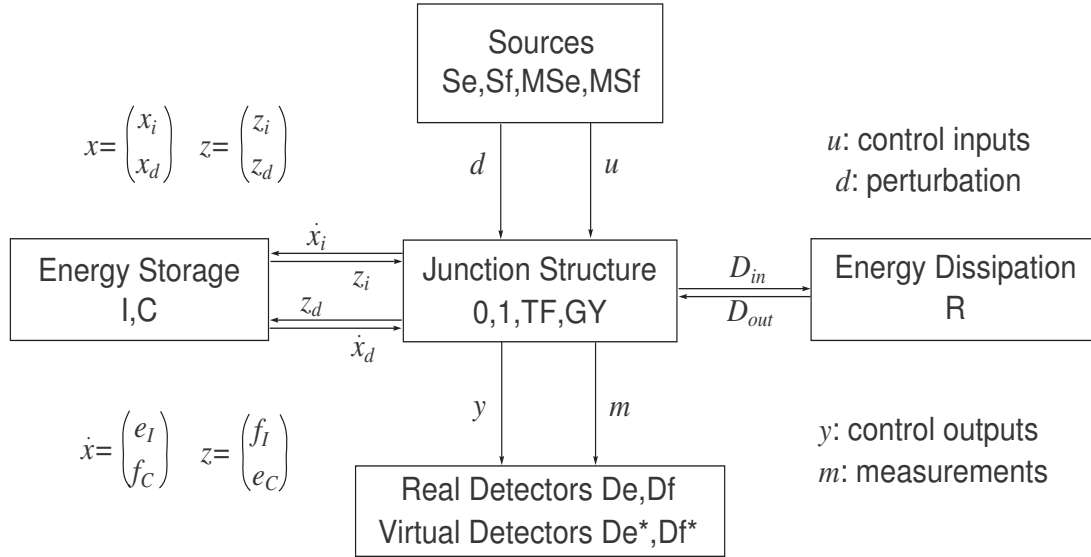 Sources
Se,Sf,MSe,MSf
x= (x_i x_d) z= (z_i z_d)
d
u
u: control inputs
d: perturbation
Energy Storage
I,C
ẋ_i
z_i
z_d
ẋ_d
Junction Structure
0,1,TF,GY
D_in
D_out
Energy Dissipation
R
y
m
ẋ= (e_I f_C) z= (f_I e_C)
y: control outputs
m: measurements
Real Detectors De,Df
Virtual Detectors De*,Df*